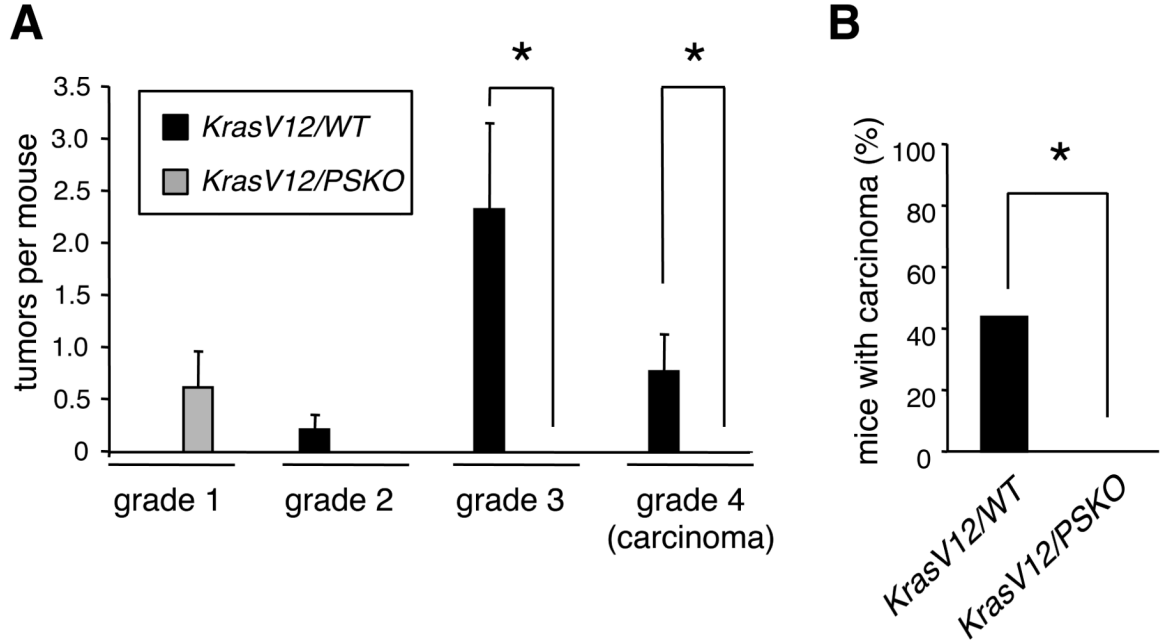 A
B
*
*
3.5
3.0
2.5
2.0
1.5
1.0
0.5
0
tumors per mouse
KrasV12/WT
KrasV12/PSKO
grade 1
grade 2
grade 3
grade 4
(carcinoma)
*
100
80
60
40
20
0
mice with carcinoma (%)
KrasV12/WT
KrasV12/PSKO